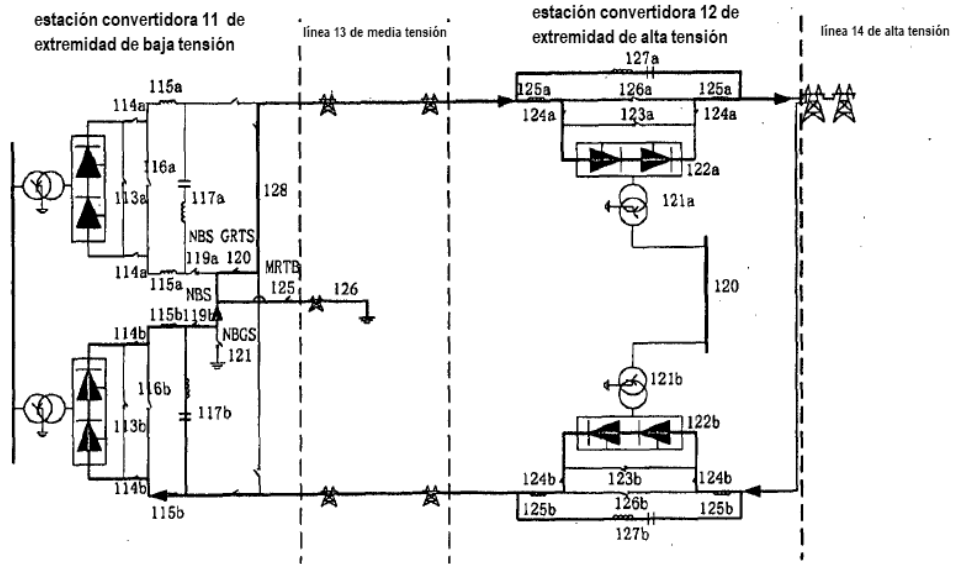 estación convertidora 11 de
extremidad de baja tensión
línea 13 de media tensión
estación convertidora 12 de
extremidad de alta tensión
línea 14 de alta tensión
127a
115a
125a
126a
125a
114a
124a
123a
124a
116a
122a
113a
117a
128
121a
NBS GRTS
119a
120
114a
115a
MRTB
NBS
125
126
120
115b
119b
114b
NBGS
121
121b
116b
117b
122b
113b
124b
123b
124b
114b
126b
115b
125b
125b
127b